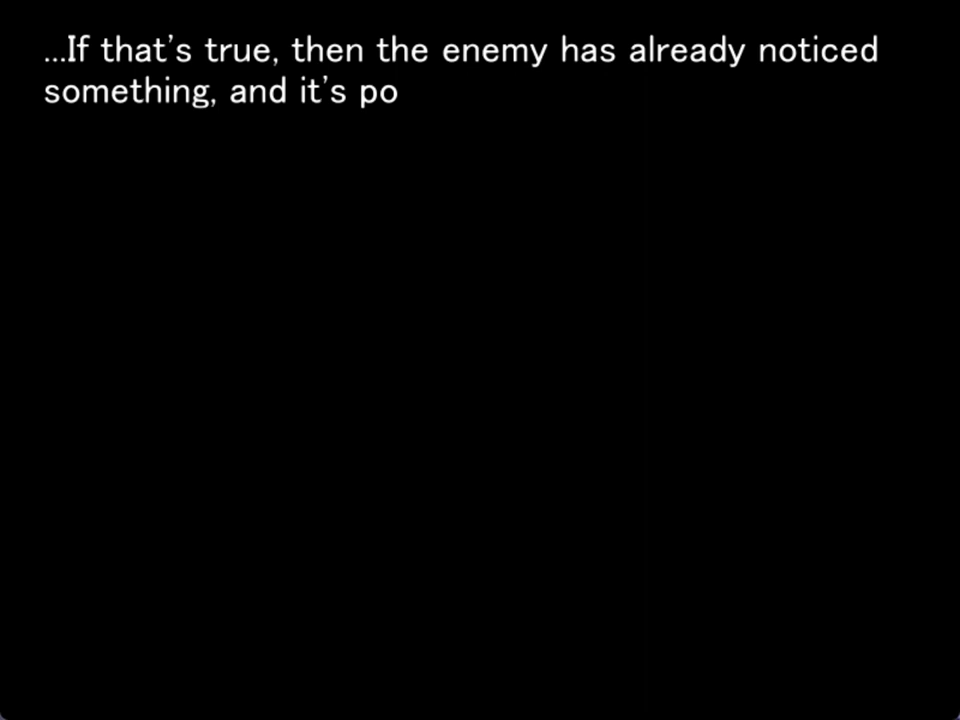 ...If that's true, then the enemy has already noticed
something, and it's po